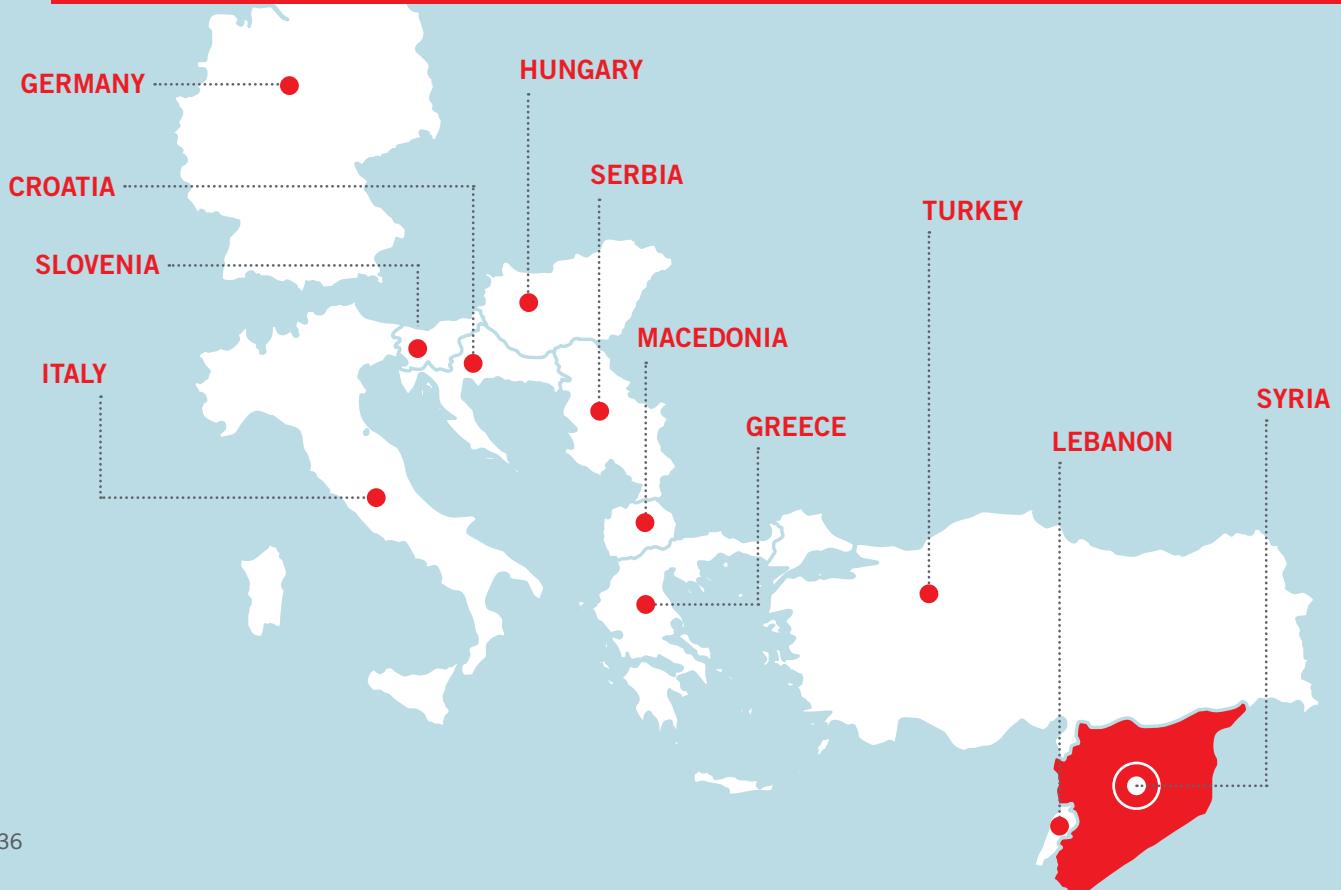 HUNGARY
GERMANY
SERBIA
CROATIA
TURKEY
SLOVENIA
MACEDONIA
ITALY
SYRIA
GREECE
LEBANON
36